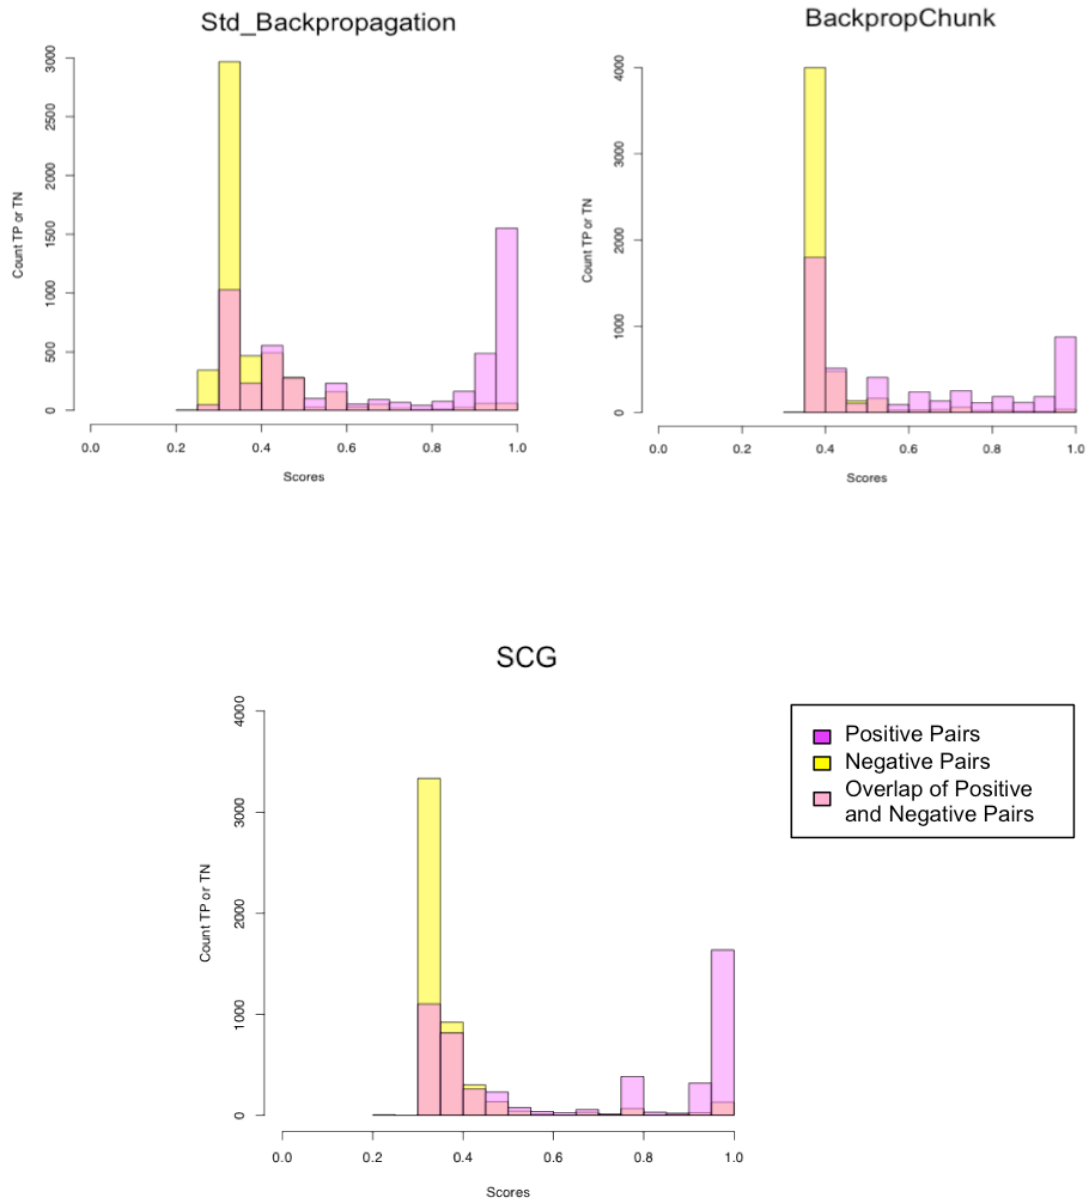 Std_Backpropagation
Count TP or TN
3000
2500
2000
1500
1000
500
0
0.0 0.2 0.4 0.6 0.8 1.0
Scores
BackpropChunk
Count TP or TN
4000
3000
2000
1000
0
0.0 0.2 0.4 0.6 0.8 1.0
Scores
SCG
Count TP or TN
4000
3000
2000
1000
0
0.0 0.2 0.4 0.6 0.8 1.0
Scores
Positive Pairs
Negative Pairs
Overlap of Positive
and Negative Pairs